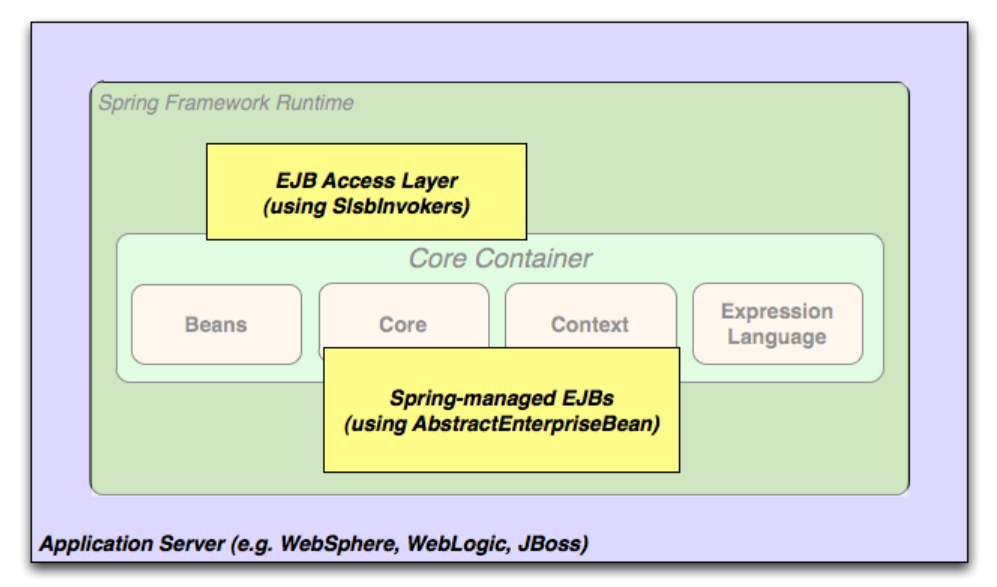 Spring Framework Runtime
EJB Access Layer
(using SlsbInvokers)
Core Container
Beans
Core
Context
Expression
Language
Spring-managed EJBs
(using AbstractEnterpriseBean)
Application Server (e.g. WebSphere, WebLogic, JBoss)